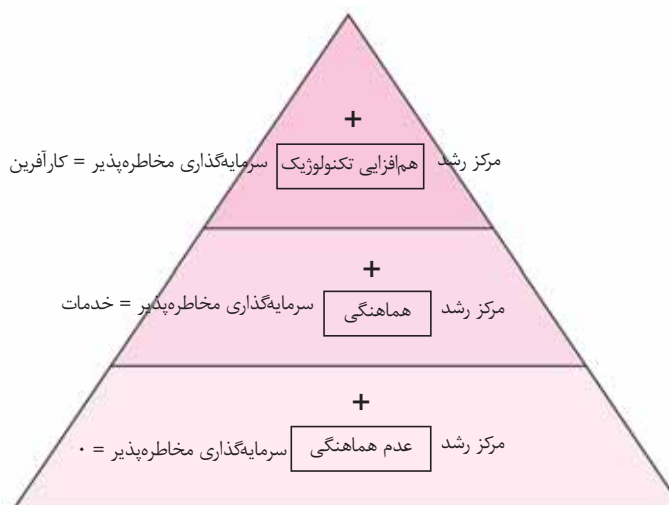 +
مرکز رشد هم‌افزایی تکنولوژیک سرمایه‌گذاری مخاطره‌پذیر = کارآفرین
+
مرکز رشد هماهنگی سرمایه‌گذاری مخاطره‌پذیر = خدمات
+
مرکز رشد عدم هماهنگی سرمایه‌گذاری مخاطره‌پذیر = ۰